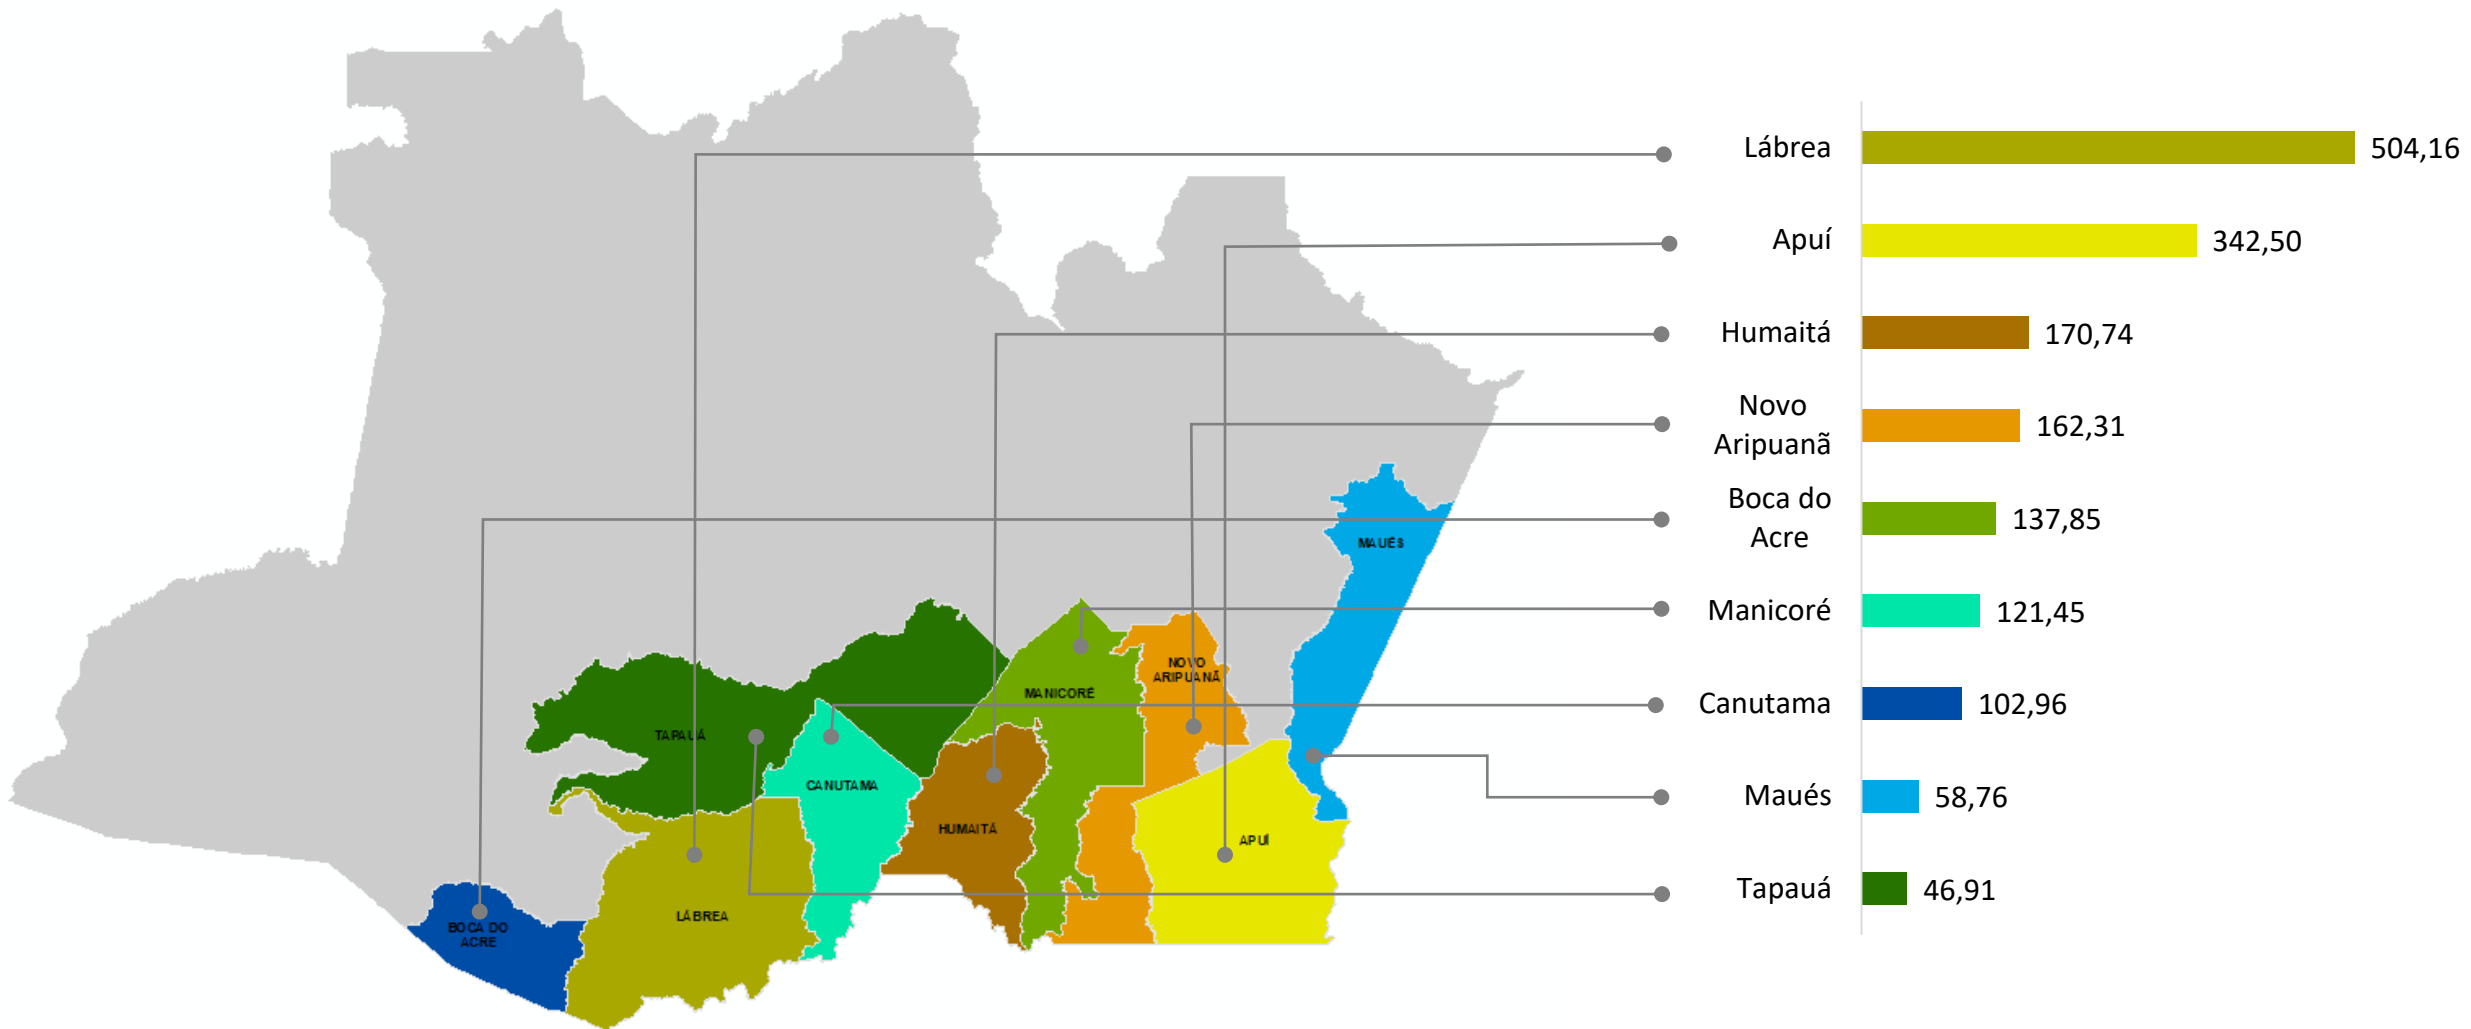 Lábrea
504,16
Apuí
342,50
Humaitá
170,74
Novo
Aripuanã
162,31
Boca do
Acre
137,85
Manicoré
121,45
Canutama
102,96
Maués
58,76
Tapauá
46,91
MAUÉS
NOVO
ARIPUANÃ
MANICORÉ
TAPAUÁ
CANUTAMA
HUMAITÁ
APUÍ
LÁBREA
BOCA DO
ACRE